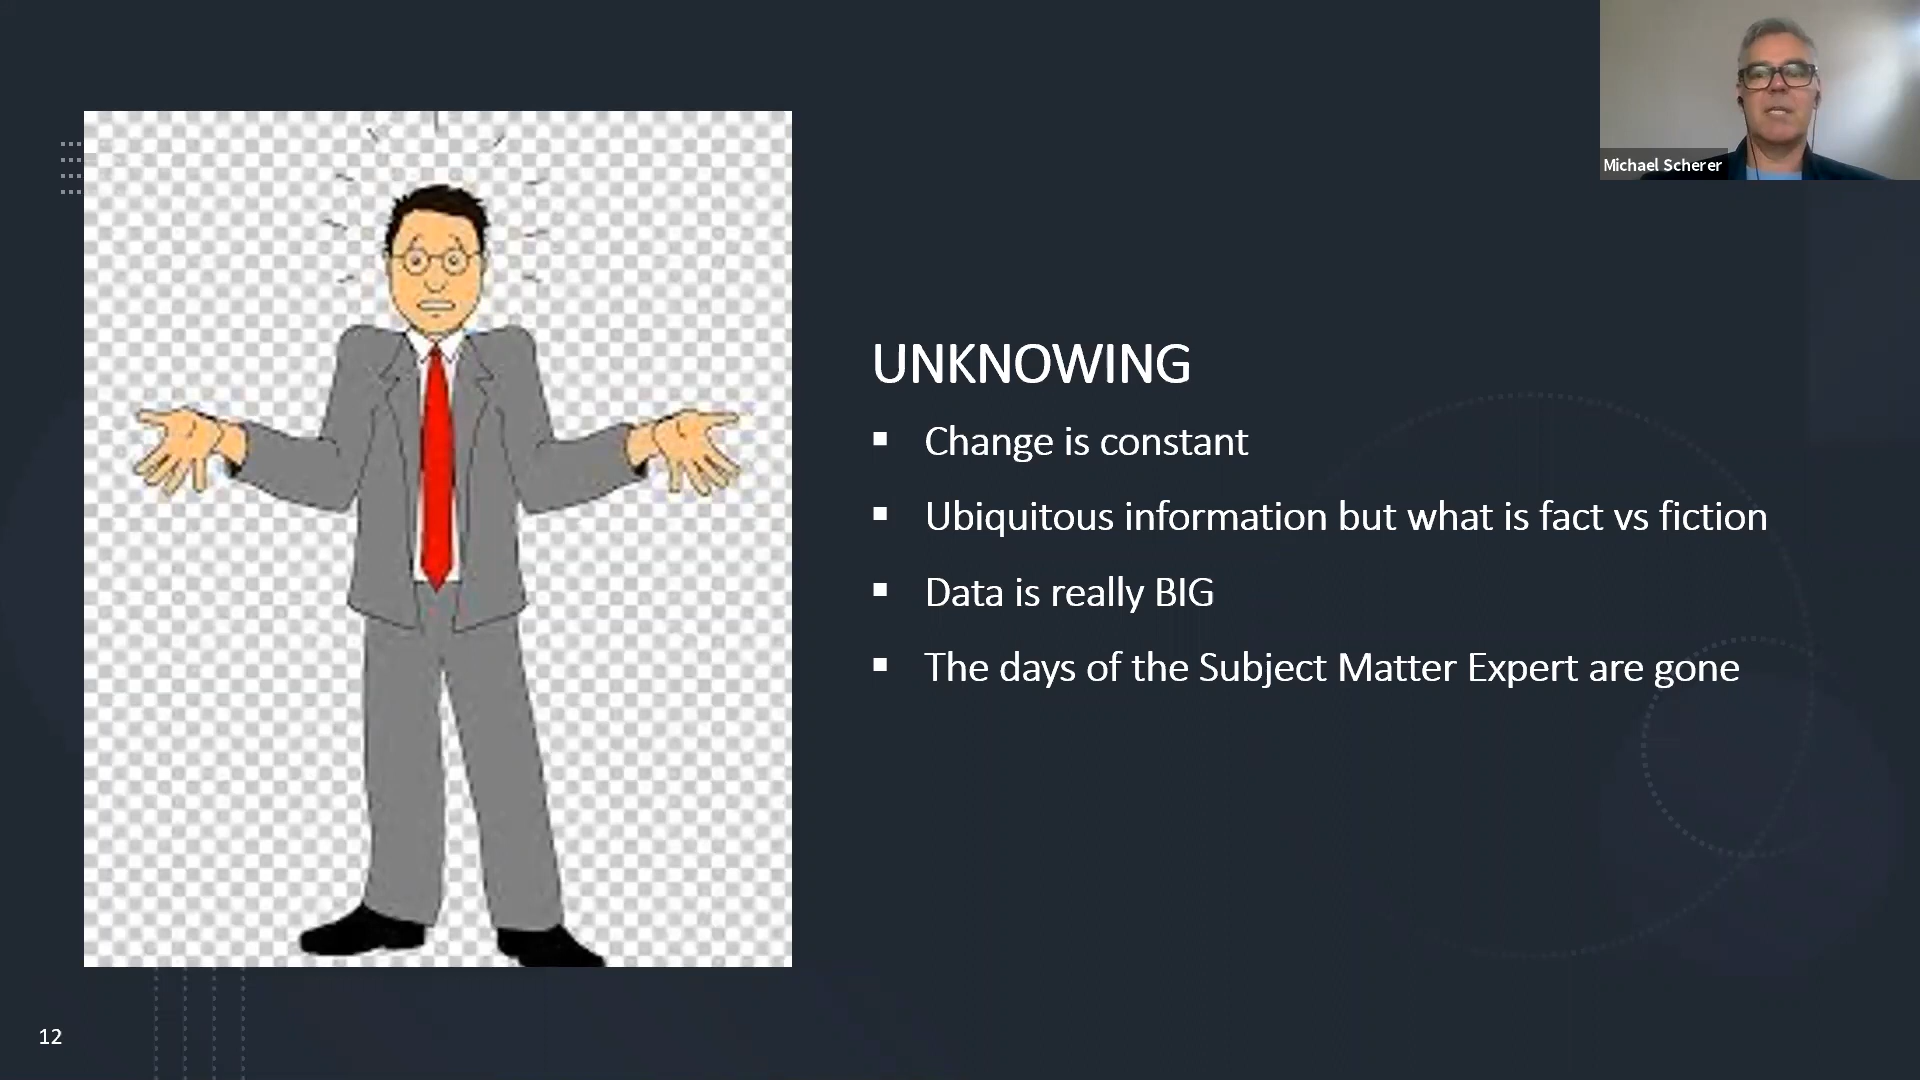 Michael Scherer
UNKNOWING
▪ Change is constant
▪ Ubiquitous information but what is fact vs fiction
▪ Data is really BIG
▪ The days of the Subject Matter Expert are gone
12